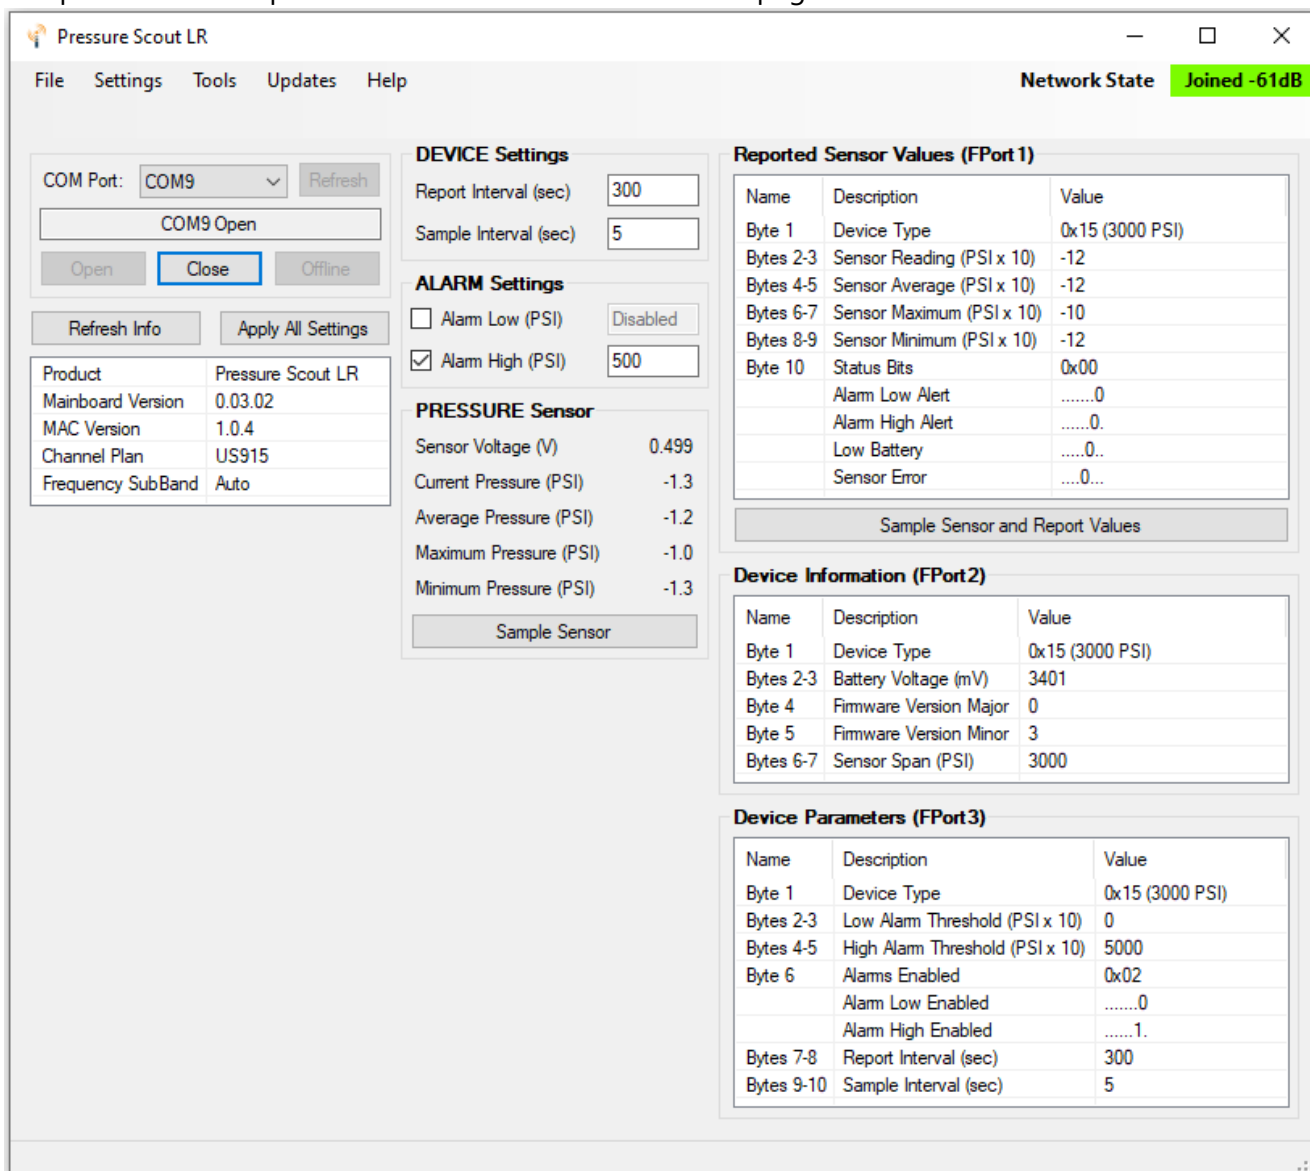 Pressure Scout LR
File Settings Tools Updates Help
Network State Joined -61dB
COM Port: COM9 Refresh
COM9 Open
Open Close Offline
Refresh Info Apply All Settings
Product Pressure Scout LR
Mainboard Version 0.03.02
MAC Version 1.0.4
Channel Plan US915
Frequency SubBand Auto
DEVICE Settings
Report Interval (sec) 300
Sample Interval (sec) 5
ALARM Settings
Alarm Low (PSI) Disabled
Alarm High (PSI) 500
PRESSURE Sensor
Sensor Voltage (V) 0.499
Current Pressure (PSI) -1.3
Average Pressure (PSI) -1.2
Maximum Pressure (PSI) -1.0
Minimum Pressure (PSI) -1.3
Sample Sensor
Reported Sensor Values (FPort1)
Name Description Value
Byte 1 Device Type 0x15 (3000 PSI)
Bytes 2-3 Sensor Reading (PSI x 10) -12
Bytes 4-5 Sensor Average (PSI x 10) -12
Bytes 6-7 Sensor Maximum (PSI x 10) -10
Bytes 8-9 Sensor Minimum (PSI x 10) -12
Byte 10 Status Bits 0x00
Alarm Low Alert .......0
Alarm High Alert ......0.
Low Battery .....0..
Sensor Error ....0...
Sample Sensor and Report Values
Device Information (FPort2)
Name Description Value
Byte 1 Device Type 0x15 (3000 PSI)
Bytes 2-3 Battery Voltage (mV) 3401
Byte 4 Firmware Version Major 0
Byte 5 Firmware Version Minor 3
Bytes 6-7 Sensor Span (PSI) 3000
Device Parameters (FPort3)
Name Description Value
Byte 1 Device Type 0x15 (3000 PSI)
Bytes 2-3 Low Alarm Threshold (PSI x 10) 0
Bytes 4-5 High Alarm Threshold (PSI x 10) 5000
Byte 6 Alarms Enabled 0x02
Alarm Low Enabled .......0
Alarm High Enabled ......1.
Bytes 7-8 Report Interval (sec) 300
Bytes 9-10 Sample Interval (sec) 5